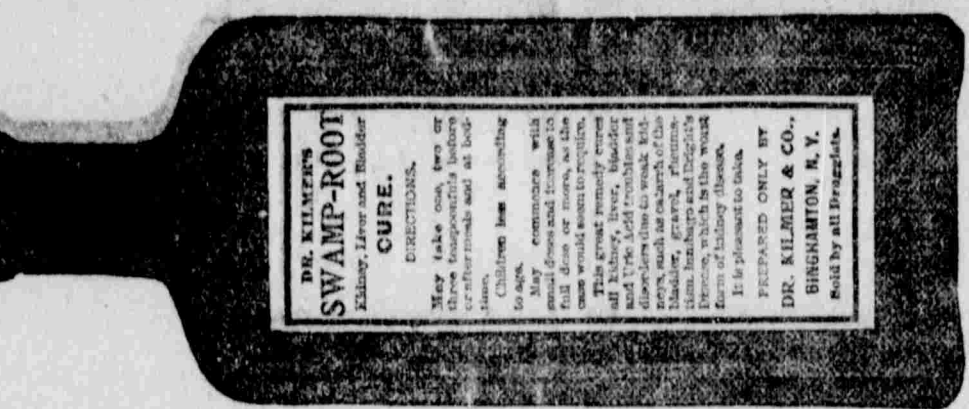 DR. KILMER'S
SWAMP-ROOT
Kidney, Liver and Bladder
CURE.
DIRECTIONS.
May take one, two or
three teaspoonfuls before
or after meals and at bed-
time.
Children less according
to age.
May commence with
small doses and increase to
full dose or more, as the
case would seem to require.
This great remedy cures
all kidney, liver, bladder
and Uric Acid troubles and
disorders due to weak kid-
neys, such as catarrh of the
bladder, gravel, rheuma-
tism, lumbago and Bright's
Disease, which is the worst
form of kidney disease.
It is pleasant to take.
PREPARED ONLY BY
DR. KILMER & CO.,
BINGHAMTON, N. Y.
Sold by all Druggists.